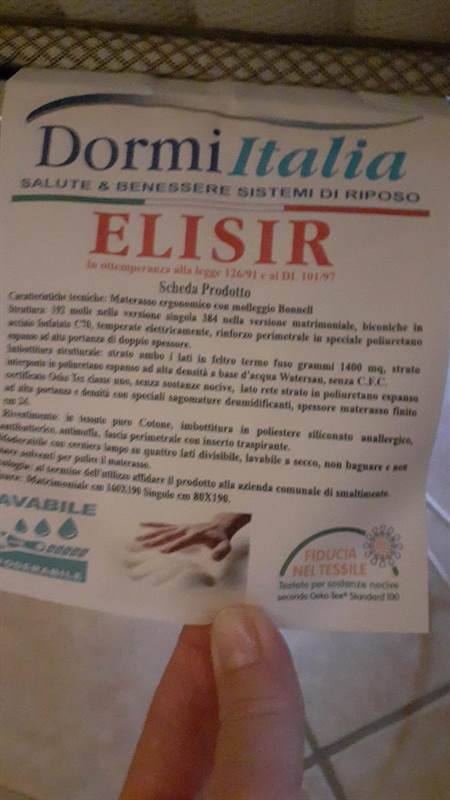 Dormi Italia
SALUTE & BENESSERE SISTEMI DI RIPOSO
ELISIR
In ottemperanza alla legge 126/91 e al DL 101/97
Scheda Prodotto
Caratteristiche tecniche: Materasso ergonomico con molleggio Bonnell
Struttura: 192 molle nella versione singola 384 nella versione matrimoniale, biconiche in
acciaio fosfatato C70, temperate elettricamente, rinforzo perimetrale in speciale poliuretano
espanso ad alta portanza di doppio spessore.
Imbottitura strutturale: strato ambo i lati in feltro termo fuso grammi 1400 mq, strato
interposto in poliuretano espanso ad alta densità a base d'acqua Watersan, senza C.F.C.
certificato Oeko Tex classe uno, senza sostanze nocive, lato rete strato in poliuretano espanso
ad alta portanza e densità con speciali sagomature deumidificanti, spessore materasso finito
cm
Rivestimento: in tessuto puro Cotone, imbottitura in poliestere siliconato anallergico,
antibatterico, antimuffa, fascia perimetrale con inserto traspirante.
sfoderabile con cerniera lampo su quattro lati divisibile, lavabile a secco, non bagnare e non
usare solventi per pulire il materasso.
al termine dell'utilizzo affidare il prodotto alla azienda comunale di smaltimento
Matrimoniale cm 160X190 Singolo cm 80X190.
AVABILE
ODERABILE
FIDUCIA
NEL TESSILE
Testato per sostanze nocive
secondo Oeko-Tex® Standard 100